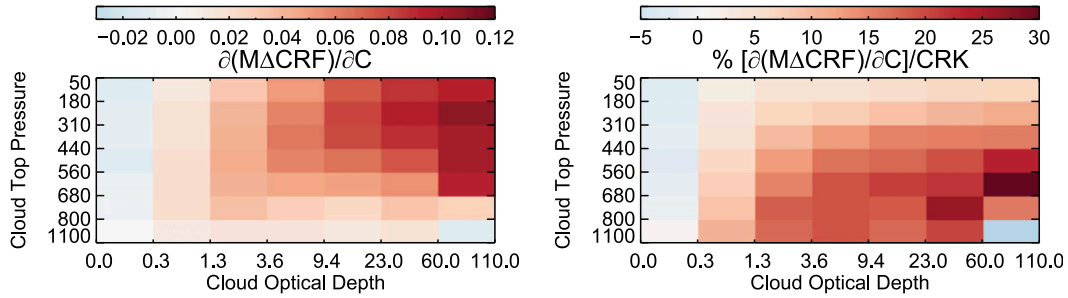 −0.02 0.00 0.02 0.04 0.06 0.08 0.10 0.12
∂(MΔCRF)/∂C
Cloud Top Pressure
50
180
310
440
560
680
800
1100
0.0 0.3 1.3 3.6 9.4 23.0 60.0 110.0
Cloud Optical Depth
−5 0 5 10 15 20 25 30
% [∂(MΔCRF)/∂C]/CRK
Cloud Top Pressure
50
180
310
440
560
680
800
1100
0.0 0.3 1.3 3.6 9.4 23.0 60.0 110.0
Cloud Optical Depth